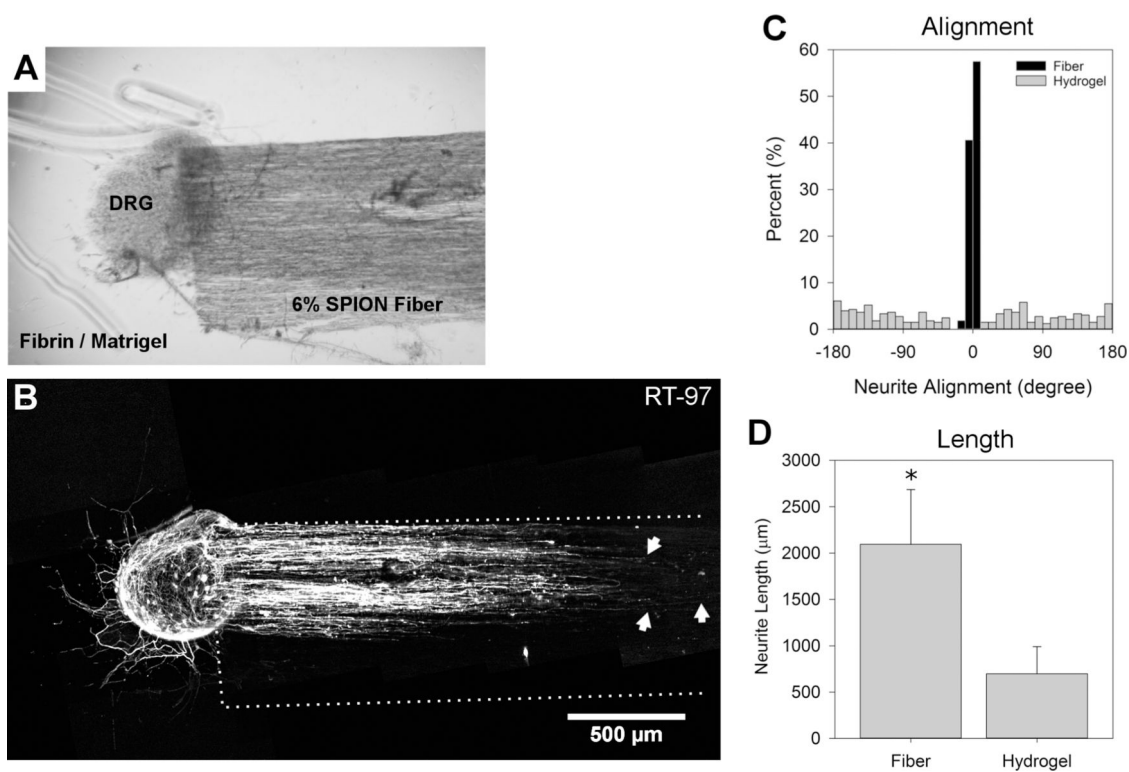 A
DRG
6% SPION Fiber
Fibrin / Matrigel
B
RT-97
500 μm
C
Alignment
Fiber
Hydrogel
Percent (%)
60
50
40
30
20
10
0
-180
-90
0
90
180
Neurite Alignment (degree)
D
Length
*
Neurite Length (μm)
3000
2500
2000
1500
1000
500
0
Fiber
Hydrogel